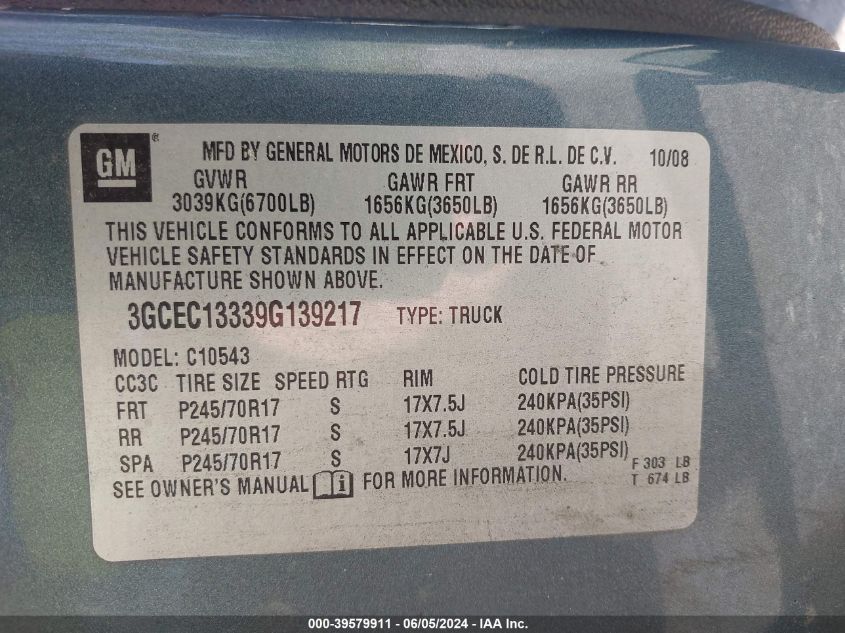 GM ®
MFD BY GENERAL MOTORS DE MEXICO, S. DE R.L. DE C.V. 10/08
GVWR GAWR FRT GAWR RR
3039KG(6700LB) 1656KG(3650LB) 1656KG(3650LB)
THIS VEHICLE CONFORMS TO ALL APPLICABLE U.S. FEDERAL MOTOR
VEHICLE SAFETY STANDARDS IN EFFECT ON THE DATE OF
MANUFACTURE SHOWN ABOVE.
3GCEC13339G139217 TYPE: TRUCK
MODEL: C10543
CC3C TIRE SIZE SPEED RTG RIM COLD TIRE PRESSURE
FRT P245/70R17 S 17X7.5J 240KPA(35PSI)
RR P245/70R17 S 17X7.5J 240KPA(35PSI)
SPA P245/70R17 S 17X7J 240KPA(35PSI)
F 303 LB
T 674 LB
SEE OWNER'S MANUAL i FOR MORE INFORMATION.
000-39579911 - 06/05/2024 - IAA Inc.